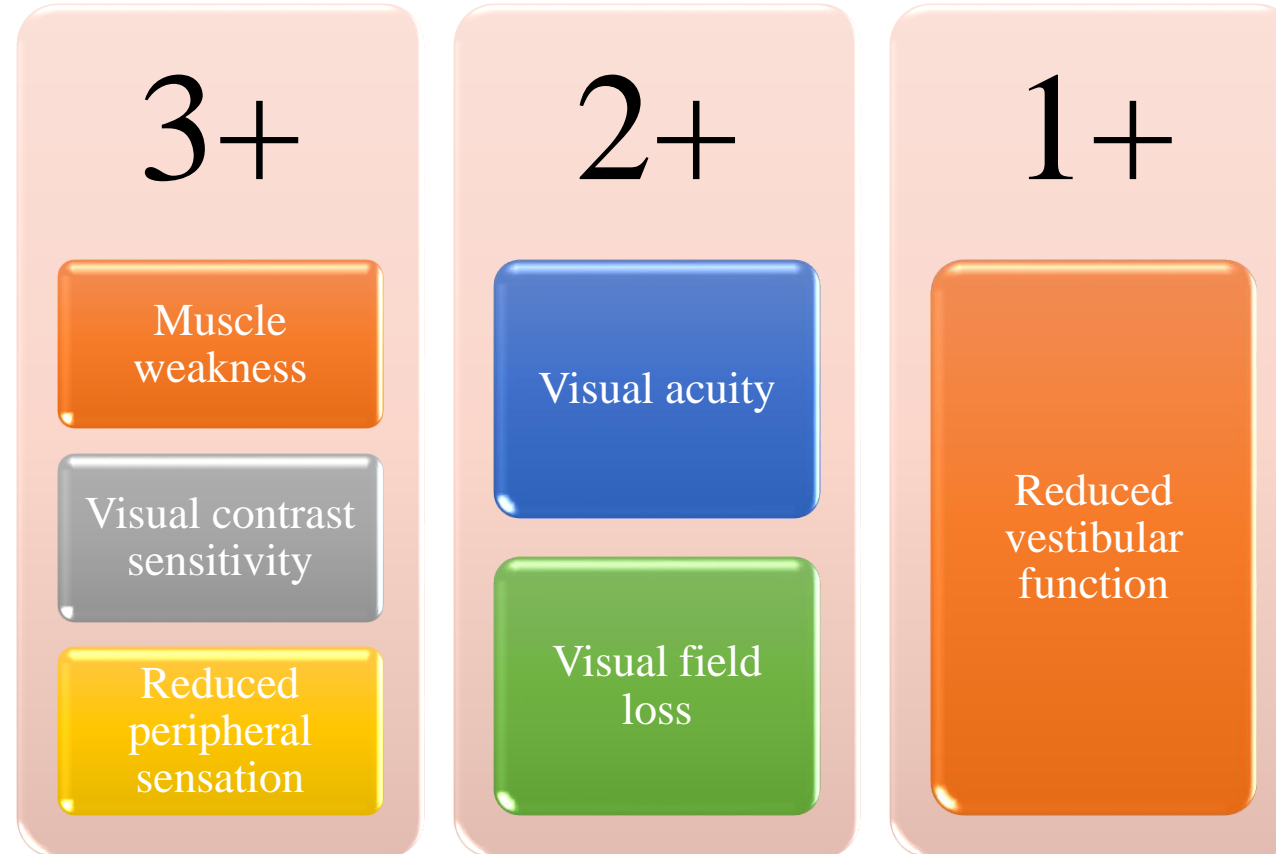 3+
Muscle
weakness
Visual contrast
sensitivity
Reduced
peripheral
sensation
2+
Visual acuity
Visual field
loss
1+
Reduced
vestibular
function